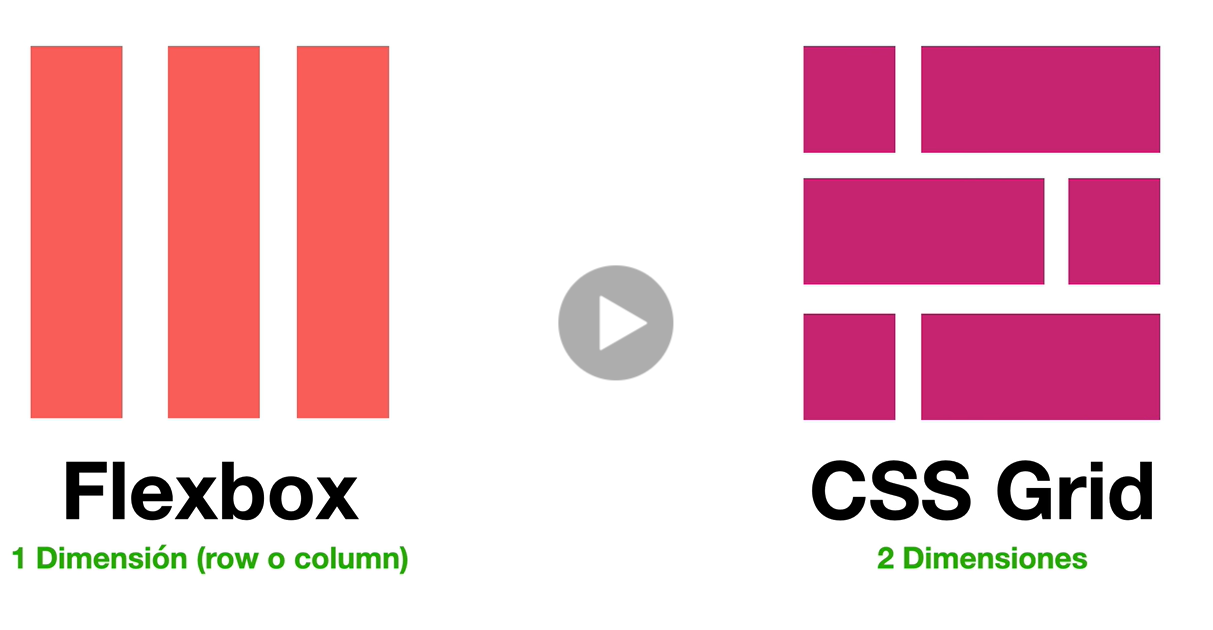 Flexbox
1 Dimensión (row o column)
CSS Grid
2 Dimensiones